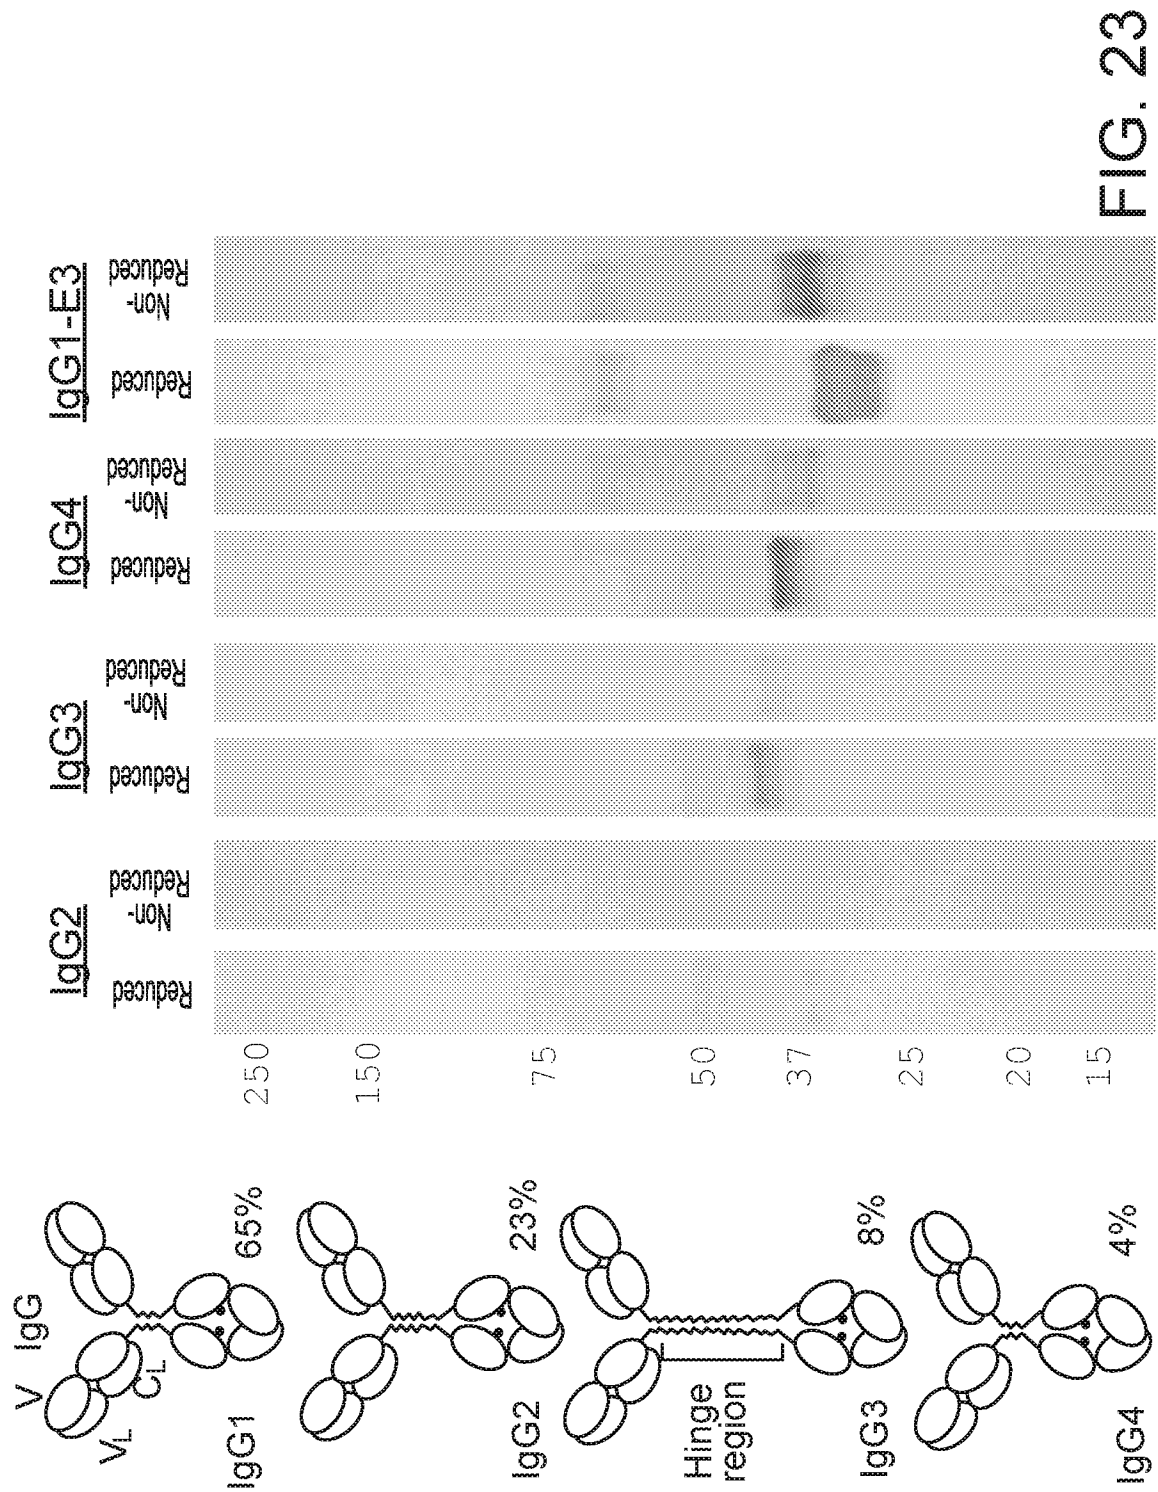 IgG
V
VL
CL
IgG1
65%
IgG2
23%
Hinge
region
IgG3
8%
IgG4
4%
IgG2
IgG3
IgG4
IgG1-E3
Reduced
Non-
Reduced
Reduced
Non-
Reduced
Reduced
Non-
Reduced
Reduced
Non-
Reduced
250
150
75
50
37
25
20
15
FIG. 23